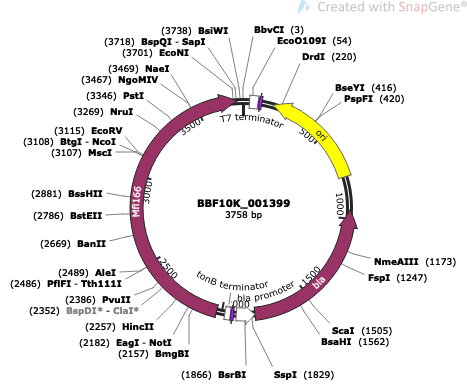 Created with SnapGene®
(3738) BsiWI
BbvCI (3)
(3718) BspQI - SapI
EcoO109I (54)
(3701) EcoNI
DrdI (220)
(3469) NaeI
(3467) NgoMIV
BseYI (416)
PspFI (420)
(3346) PstI
(3269) NruI
(3115) EcoRV
(3108) BtgI - NcoI
(3107) MscI
(2881) BssHII
(2786) BstEII
(2669) BanII
(2489) AleI
(2486) PflFI - Tth111I
(2386) PvuII
(2352) BspDI* - ClaI*
(2257) HincII
(2182) EagI - NotI
(2157) BmgBI
(1866) BsrBI
SspI (1829)
BsaHI (1562)
ScaI (1505)
FspI (1247)
NmeAIII (1173)
T7 terminator
ori
500
1000
1500
bla
bla promoter
tonB terminator
2500
3000
3500
Mfl166
BBF10K_001399
3758 bp